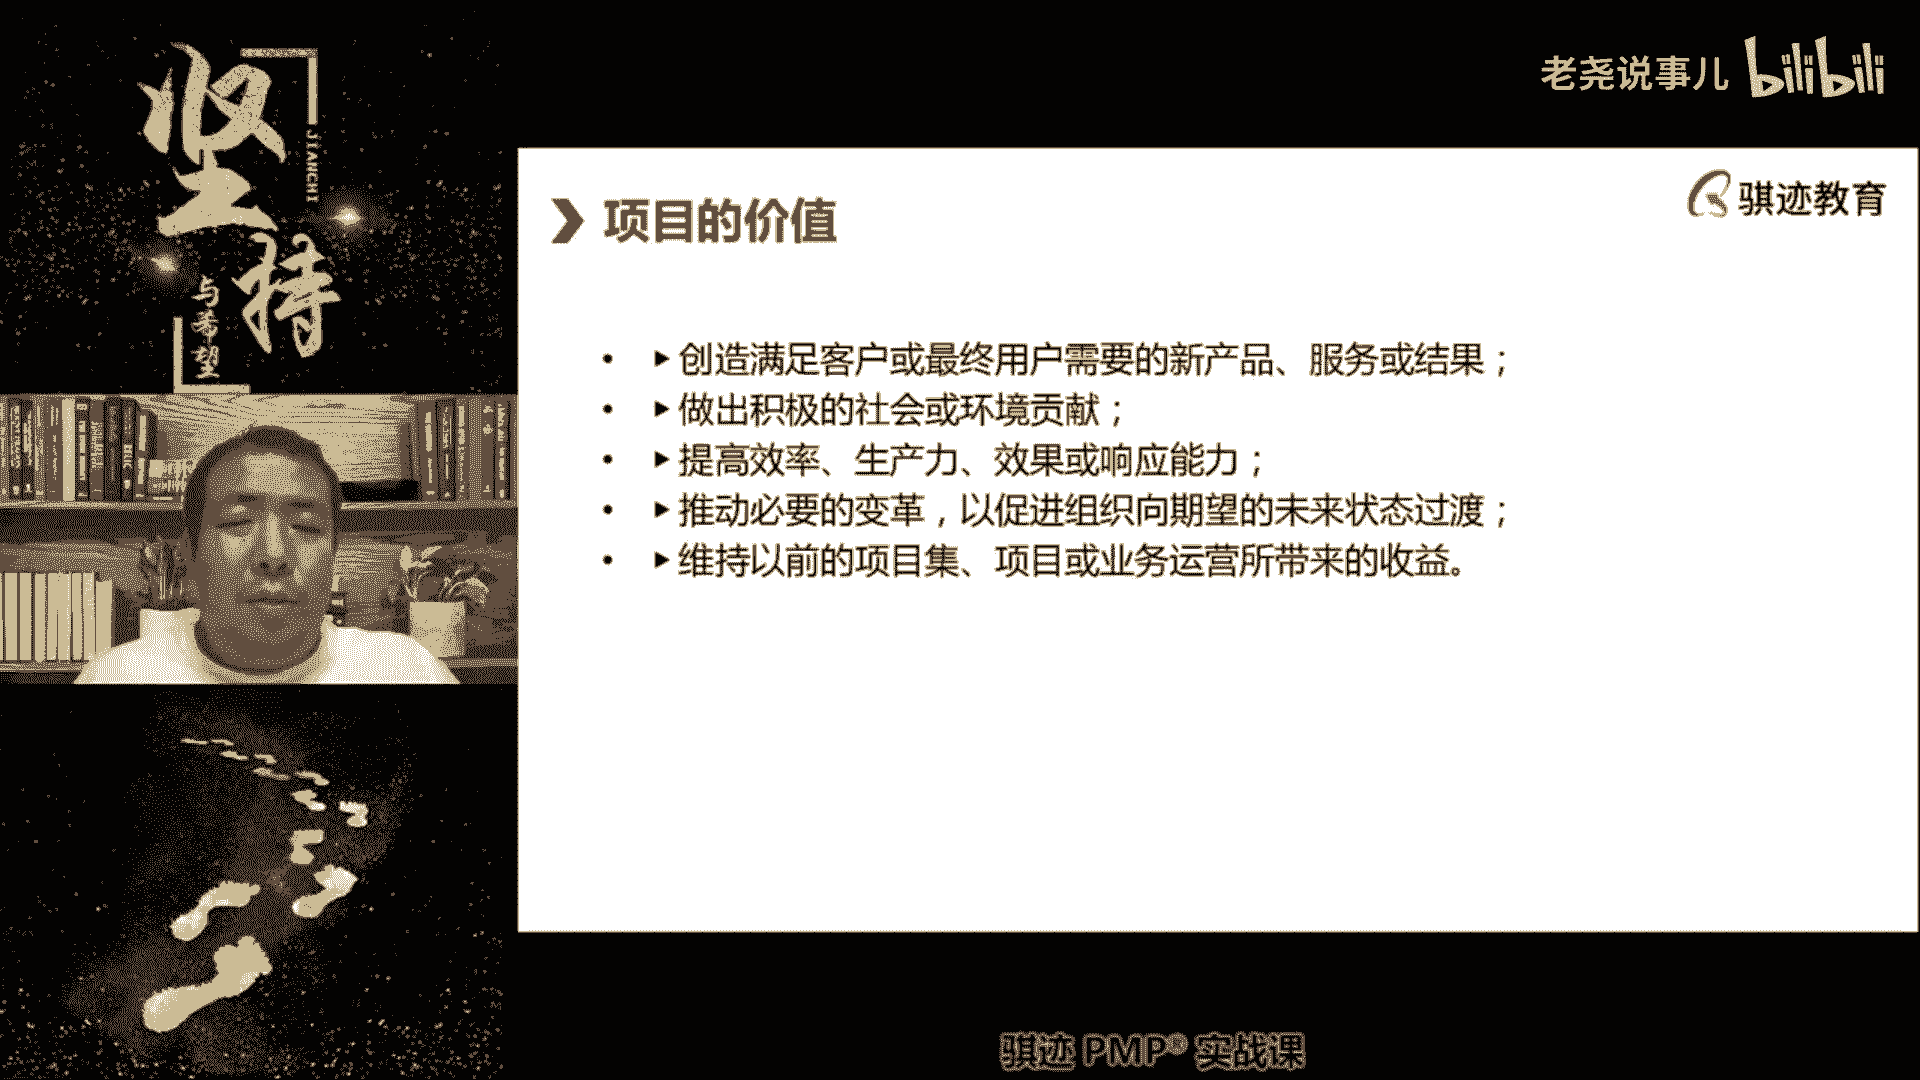 坚持
JIANCHI
与希望
老尧说事儿 bilibili
骐迹教育
项目的价值
• ▶创造满足客户或最终用户需要的新产品、服务或结果；
• ▶做出积极的社会或环境贡献；
• ▶提高效率、生产力、效果或响应能力；
• ▶推动必要的变革，以促进组织向期望的未来状态过渡；
• ▶维持以前的项目集、项目或业务运营所带来的收益。
骐迹 PMP® 实战课